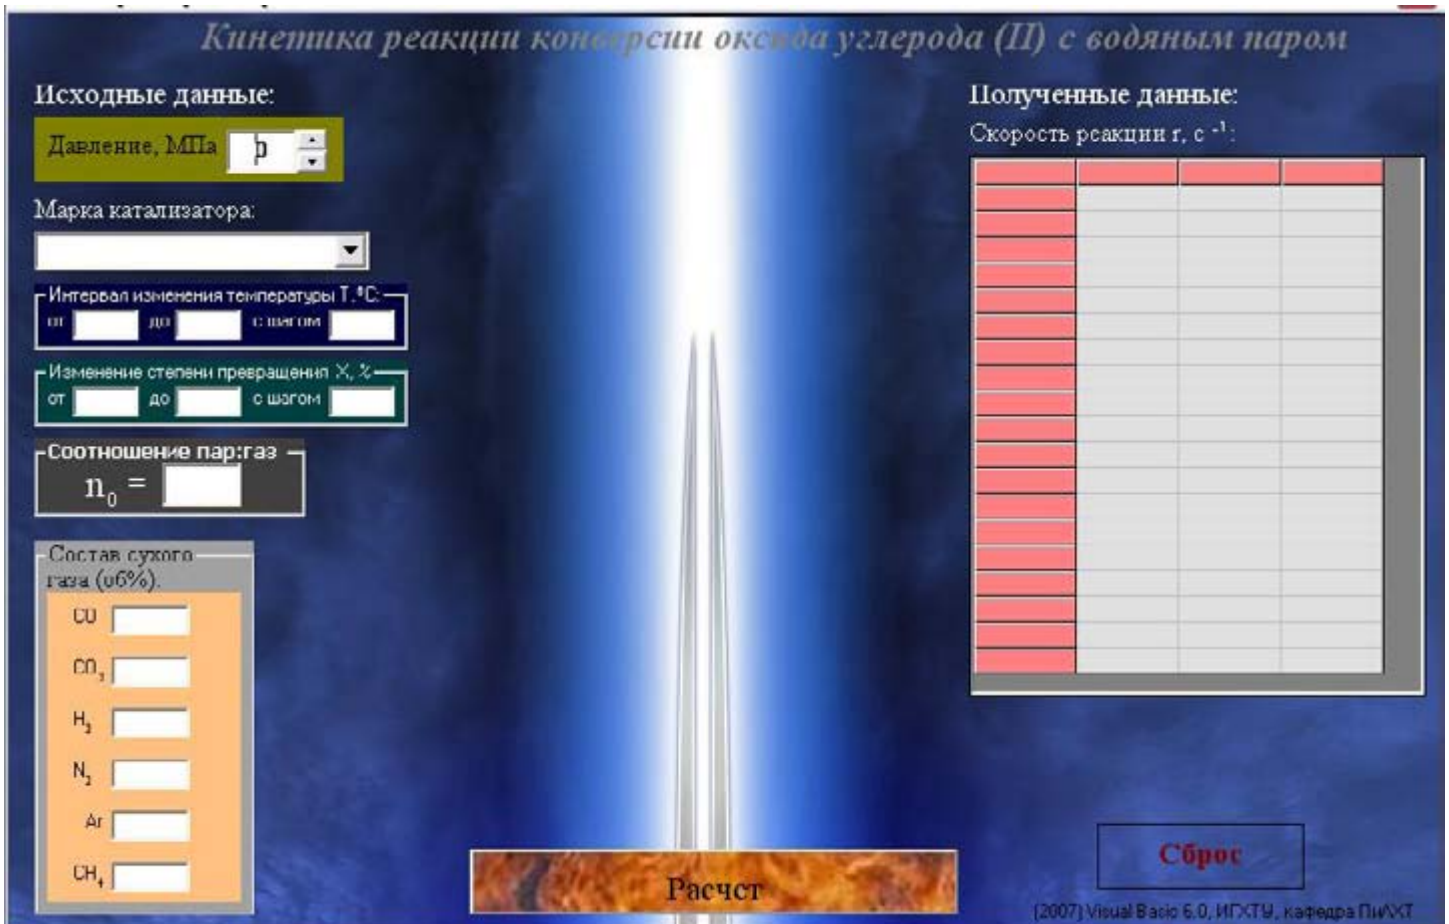 Кинетика реакции конверсии оксида углерода (II) с водяным паром
Исходные данные:
Давление, МПа
p
Марка катализатора:
Интервал изменения температуры Т,°С:
от до с шагом
Изменение степени превращения X, %
от до с шагом
Соотношение пар:газ
n₀ =
Состав сухого
газа (об%).
CO
CO₂
H₂
N₂
Ar
CH₄
Расчет
Полученные данные:
Скорость реакции r, с ⁻¹:
Сброс
(2007) Visual Basic 6.0, ИГХТУ, кафедра